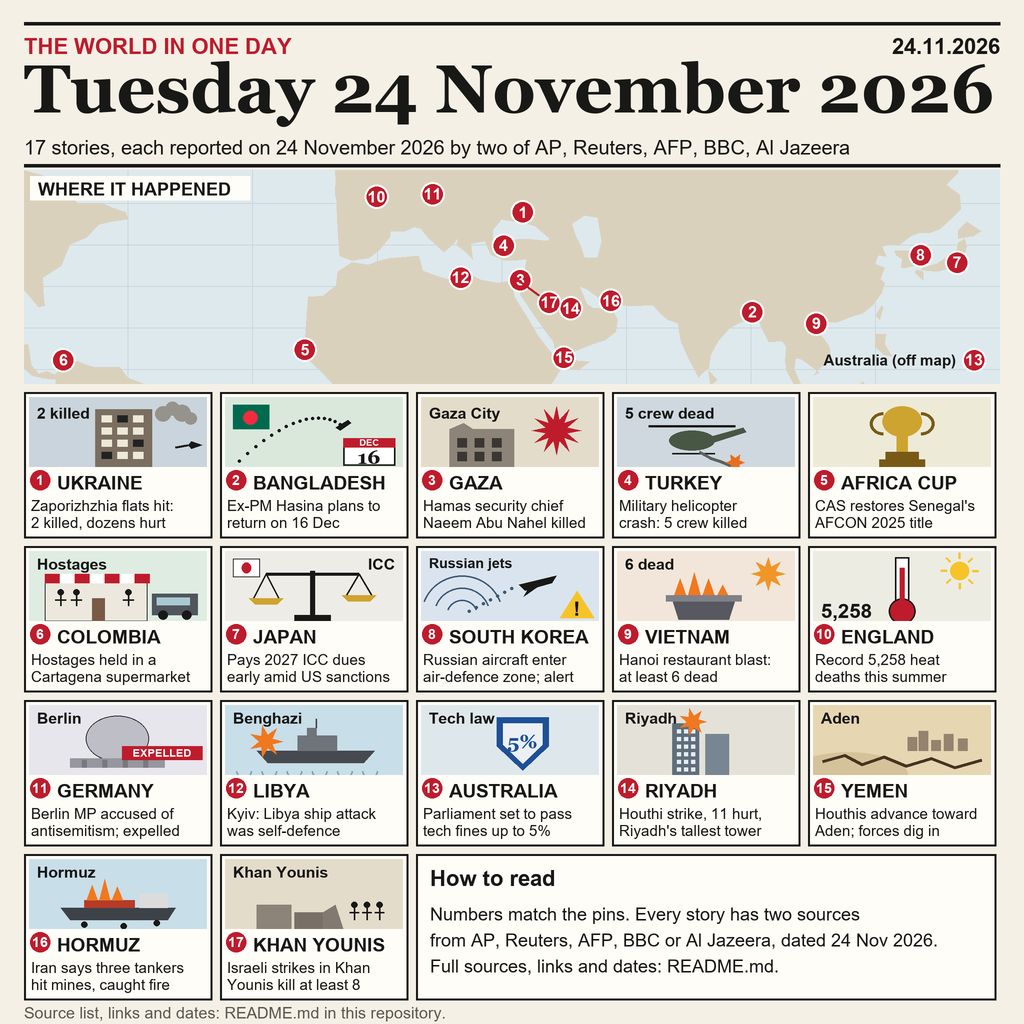 THE WORLD IN ONE DAY
24.11.2026
Tuesday 24 November 2026
17 stories, each reported on 24 November 2026 by two of AP, Reuters, AFP, BBC, Al Jazeera
WHERE IT HAPPENED
10
11
1
4
8
7
12
3
17
14
16
2
9
5
6
15
Australia (off map) 13
2 killed
1 UKRAINE
Zaporizhzhia flats hit:
2 killed, dozens hurt
DEC
16
2 BANGLADESH
Ex-PM Hasina plans to
return on 16 Dec
Gaza City
3 GAZA
Hamas security chief
Naeem Abu Nahel killed
5 crew dead
4 TURKEY
Military helicopter
crash: 5 crew killed
5 AFRICA CUP
CAS restores Senegal's
AFCON 2025 title
Hostages
6 COLOMBIA
Hostages held in a
Cartagena supermarket
ICC
7 JAPAN
Pays 2027 ICC dues
early amid US sanctions
Russian jets
!
8 SOUTH KOREA
Russian aircraft enter
air-defence zone; alert
6 dead
9 VIETNAM
Hanoi restaurant blast:
at least 6 dead
5,258
10 ENGLAND
Record 5,258 heat
deaths this summer
Berlin
EXPELLED
11 GERMANY
Berlin MP accused of
antisemitism; expelled
Benghazi
12 LIBYA
Kyiv: Libya ship attack
was self-defence
Tech law
5%
13 AUSTRALIA
Parliament set to pass
tech fines up to 5%
Riyadh
14 RIYADH
Houthi strike, 11 hurt,
Riyadh's tallest tower
Aden
15 YEMEN
Houthis advance toward
Aden; forces dig in
Hormuz
16 HORMUZ
Iran says three tankers
hit mines, caught fire
Khan Younis
17 KHAN YOUNIS
Israeli strikes in Khan
Younis kill at least 8
How to read
Numbers match the pins. Every story has two sources
from AP, Reuters, AFP, BBC or Al Jazeera, dated 24 Nov 2026.
Full sources, links and dates: README.md.
Source list, links and dates: README.md in this repository.